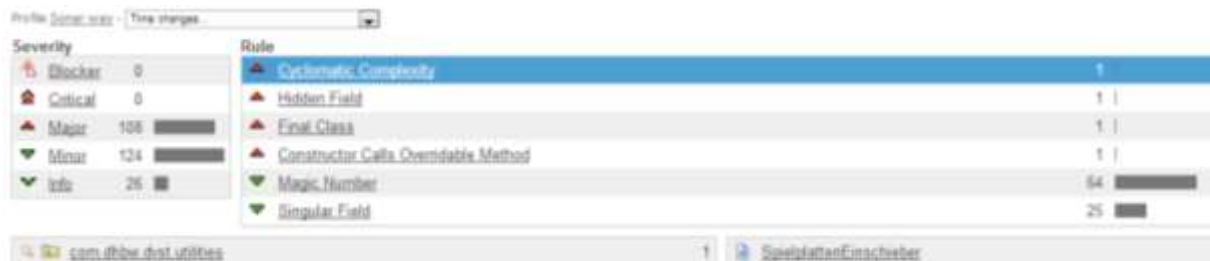 Profile Sonar way - Time changes...
Severity
Blocker 0
Critical 0
Major 108
Minor 124
Info 26
Rule
Cyclomatic Complexity 1
Hidden Field 1
Final Class 1
Constructor Calls Overridable Method 1
Magic Number 64
Singular Field 25
com.dhbw.dvst.utilities 1
SpielplattenEinschieber